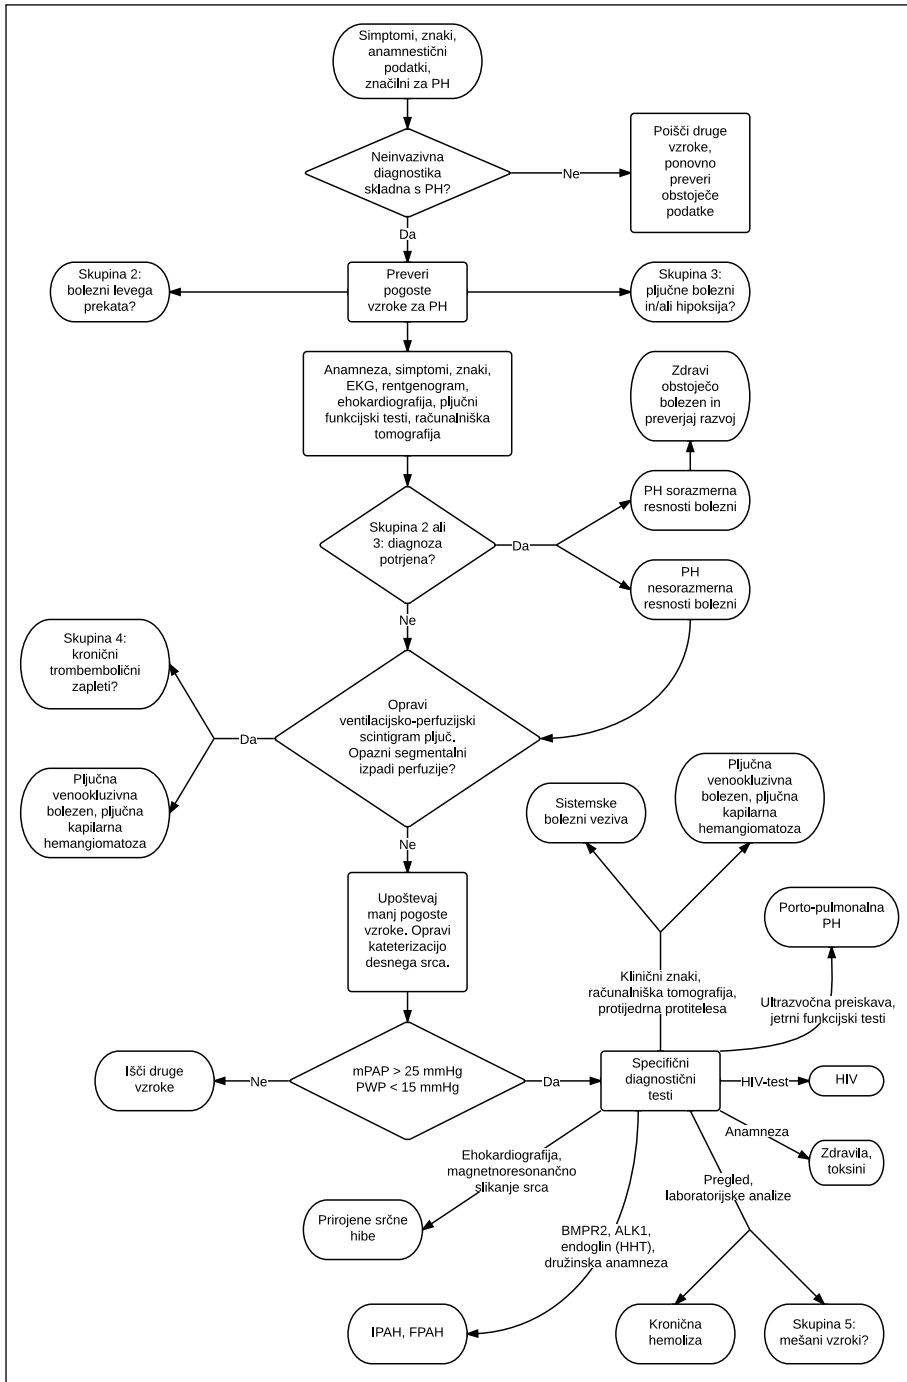 Simptomi, znaki,
anamnestični
podatki,
značilni za PH
Neinvazivna
diagnostika
skladna s PH?
Ne
Poišči druge
vzroke,
ponovno
preveri
obstoječe
podatke
Da
Skupina 2:
bolezni levega
prekata?
Preveri
pogoste
vzroke za PH
Skupina 3:
pljučne bolezni
in/ali hipoksija?
Anamneza, simptomi, znaki,
EKG, rentgenogram,
ehokardiografija, pljučni
funkcijski testi, računalniška
tomografija
Zdravi
obstoječo
bolezen in
preverjaj razvoj
Skupina 2 ali
3: diagnoza
potrjena?
Da
PH sorazmerna
resnosti bolezni
PH
nesorazmerna
resnosti bolezni
Ne
Skupina 4:
kronični
trombembolični
zapleti?
Opravi
ventilacijsko-perfuzijski
scintigram pljuč.
Opazni segmentalni
izpadi perfuzije?
Da
Pljučna
venookluzivna
bolezen, pljučna
kapilarna
hemangiomatoza
Ne
Sistemske
bolezni veziva
Pljučna
venookluzivna
bolezen, pljučna
kapilarna
hemangiomatoza
Upoštevaj
manj pogoste
vzroke. Opravi
kateterizacijo
desnega srca.
Porto-pulmonalna
PH
Klinični znaki,
računalniška tomografija,
protijedrna protitelesa
Ultrazvočna preiskava,
jetrni funkcijski testi
Išči druge
vzroke
Ne
mPAP > 25 mmHg
PWP < 15 mmHg
Da
Specifični
diagnostični
testi
HIV-test
HIV
Anamneza
Zdravila,
toksini
Ehokardiografija,
magnetnoresonančno
slikanje srca
Pregled,
laboratorijske analize
Prirojene srčne
hibe
BMPR2, ALK1,
endoglin (HHT),
družinska anamneza
IPAH, FPAH
Kronična
hemoliza
Skupina 5:
mešani vzroki?